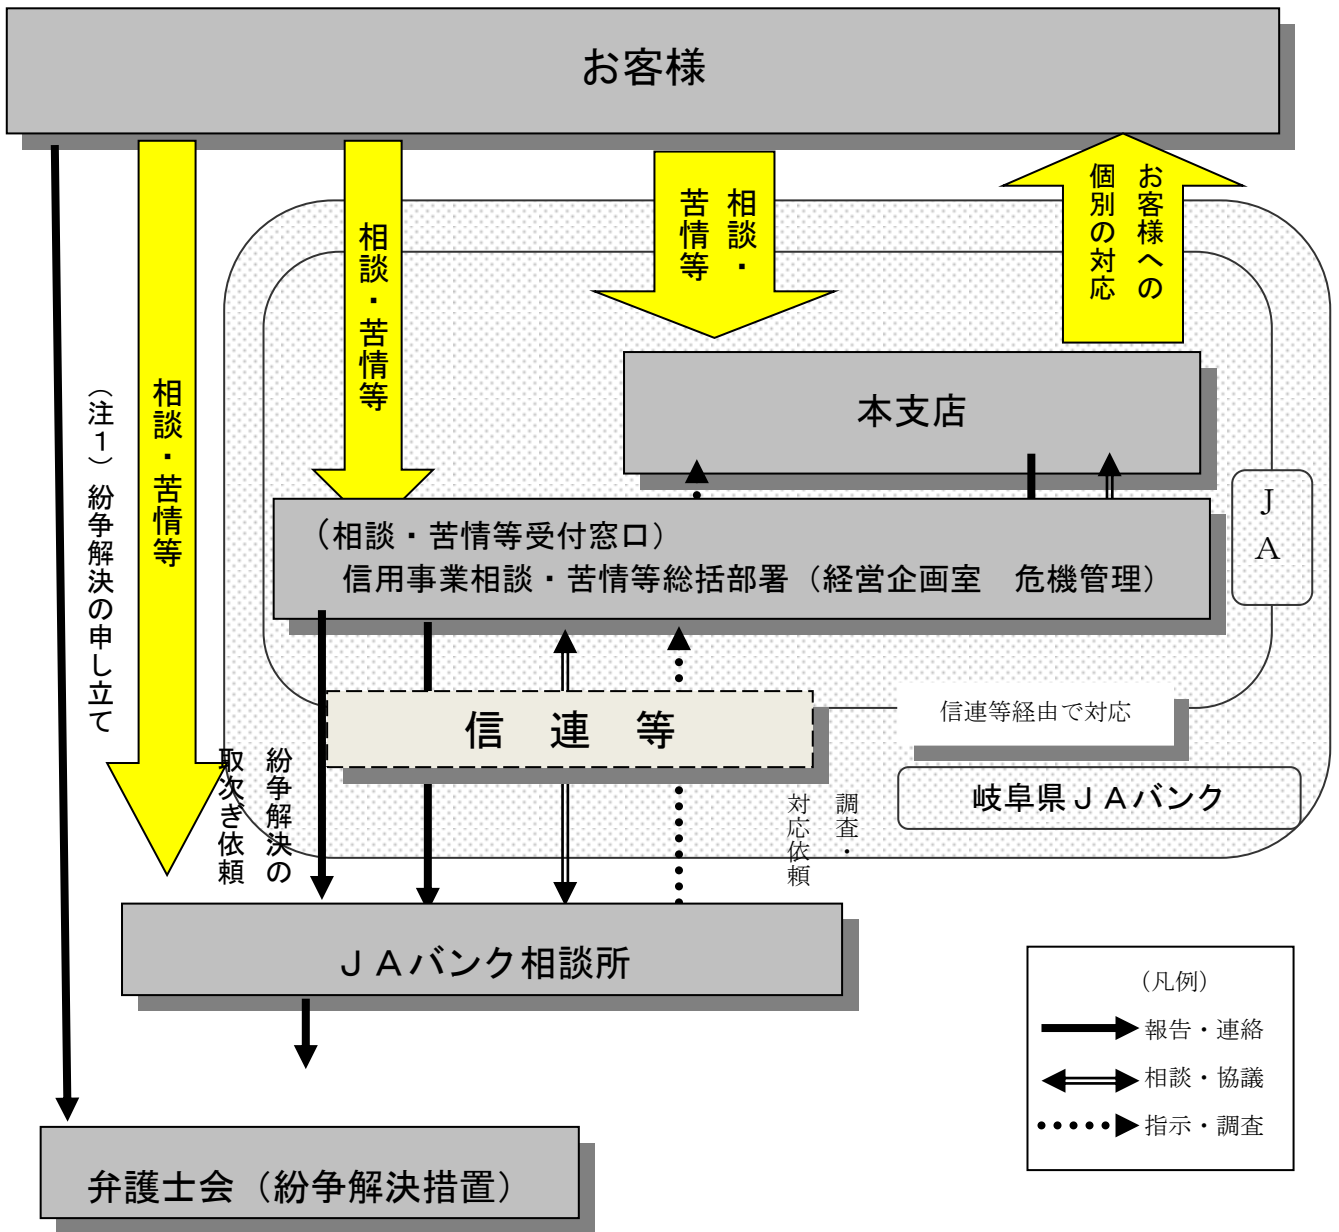 お客様
相談・苦情等
相談・苦情等
相談・
苦情等
お客様への
個別の対応
（注１）紛争解決の申し立て
本支店
（相談・苦情等受付窓口）
信用事業相談・苦情等総括部署（経営企画室　危機管理）
ＪＡ
信　連　等
信連等経由で対応
岐阜県ＪＡバンク
紛争解決の
取次ぎ依頼
調査・
対応依頼
ＪＡバンク相談所
（凡例）
報告・連絡
相談・協議
指示・調査
弁護士会（紛争解決措置）